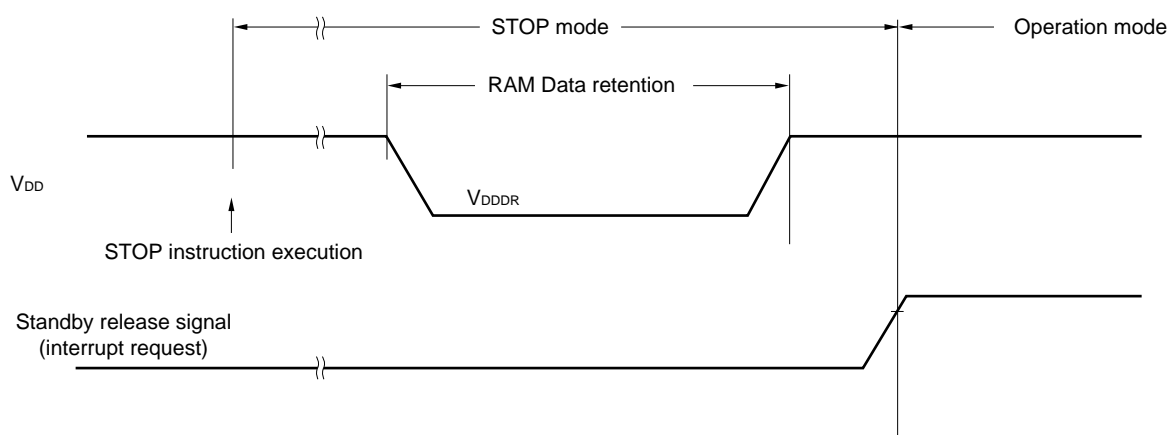 STOP mode
Operation mode
RAM Data retention
VDD
VDDDR
STOP instruction execution
Standby release signal
(interrupt request)